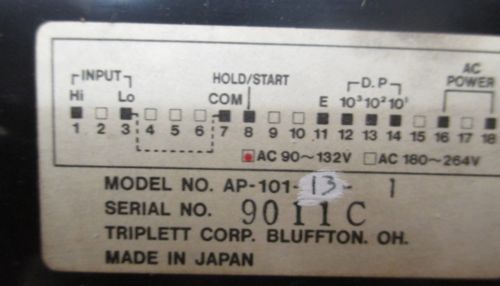 INPUT HOLD/START D.P AC
Hi Lo COM E 10³ 10² 10¹ POWER
1 2 3 4 5 6 7 8 9 10 11 12 13 14 15 16 17 18
AC 90~132V AC 180~264V
MODEL NO. AP-101-13-1
SERIAL NO. 9011C
TRIPLETT CORP. BLUFFTON. OH.
MADE IN JAPAN